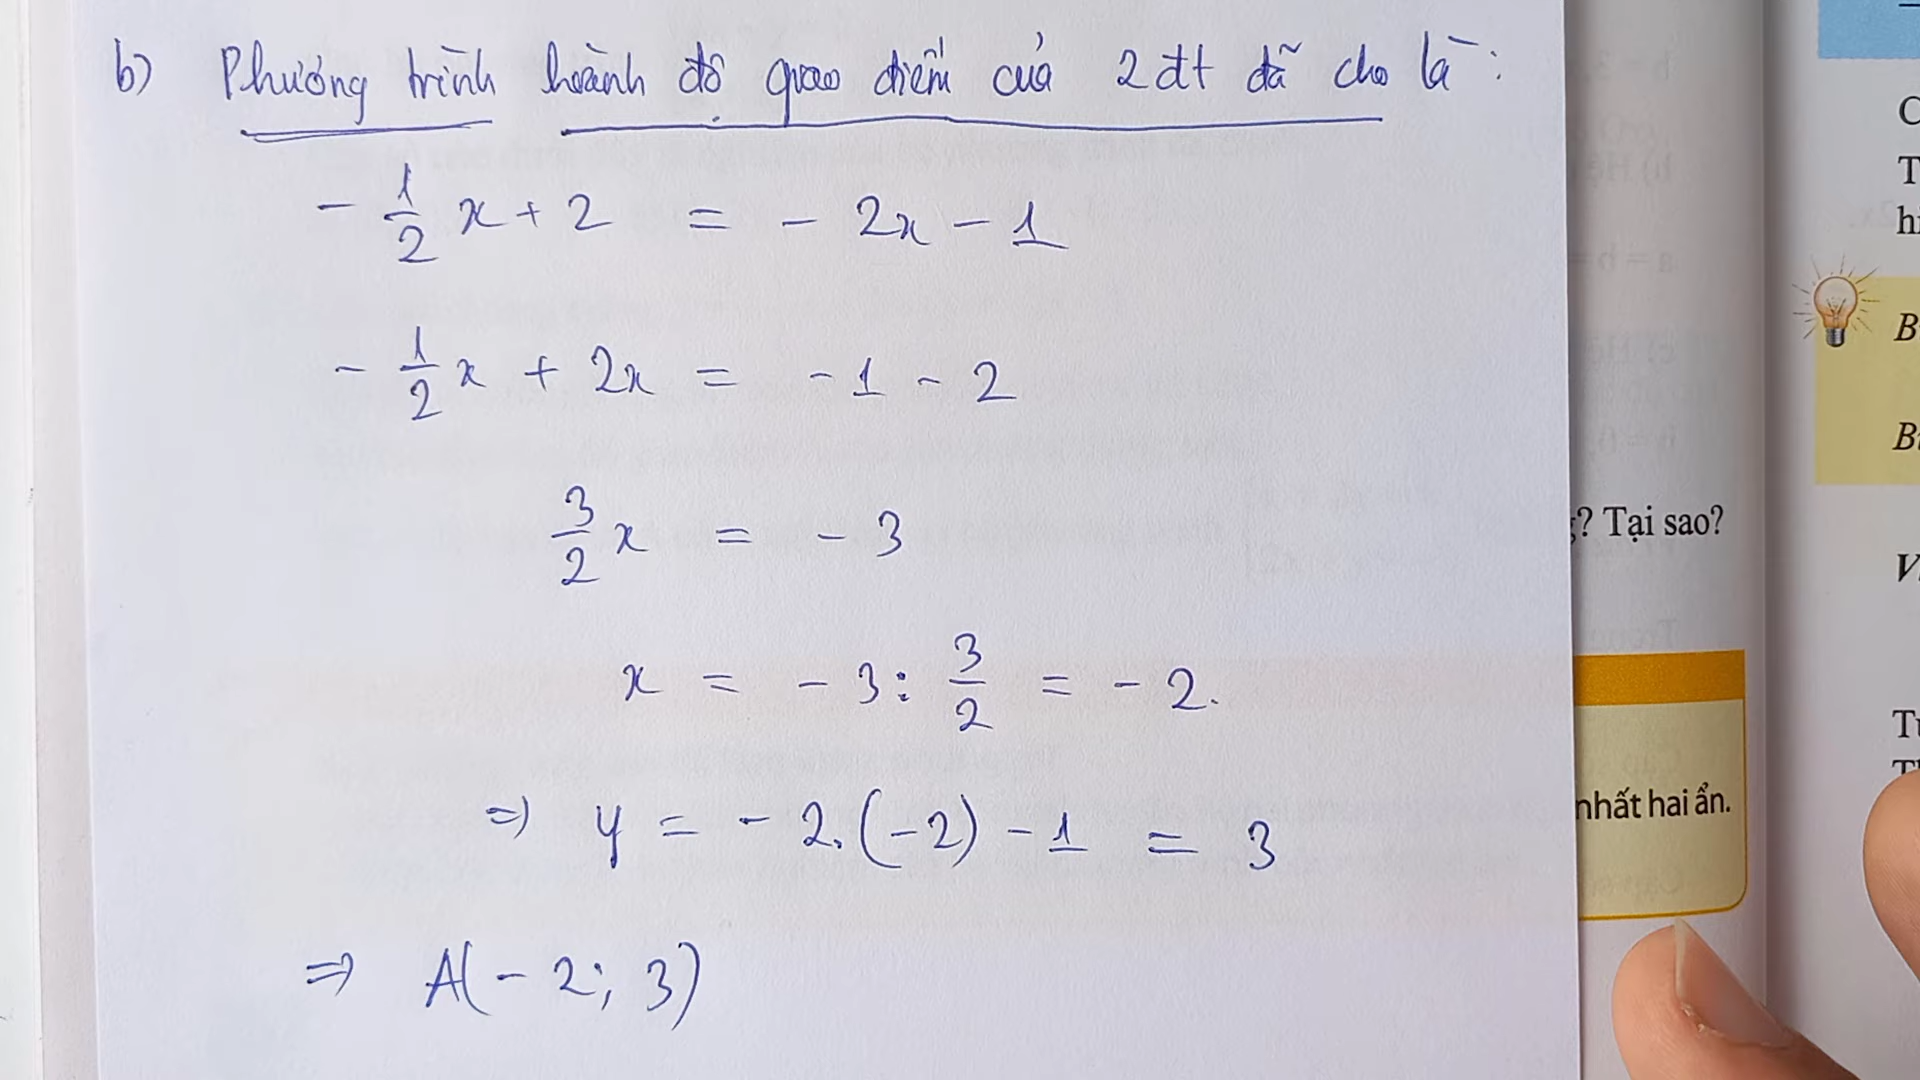 b) Phương trình hoành độ giao điểm của 2 đt đã cho là:
- 1/2 x + 2 = - 2x - 1
- 1/2 x + 2x = - 1 - 2
3/2 x = - 3
x = - 3 : 3/2 = - 2.
=> y = - 2.(-2) - 1 = 3
=> A(- 2; 3)
? Tại sao?
nhất hai ẩn.